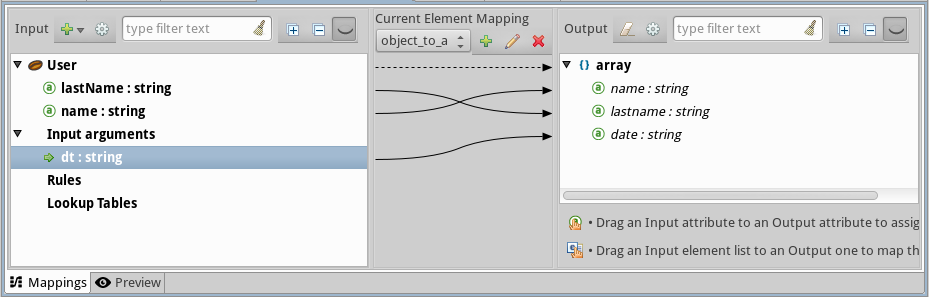 Input
type filter text
Current Element Mapping
object_to_a
Output
type filter text
User
lastName : string
name : string
Input arguments
dt : string
Rules
Lookup Tables
{} array
name : string
lastname : string
date : string
• Drag an Input attribute to an Output attribute to assig
• Drag an Input element list to an Output one to map th
Mappings
Preview